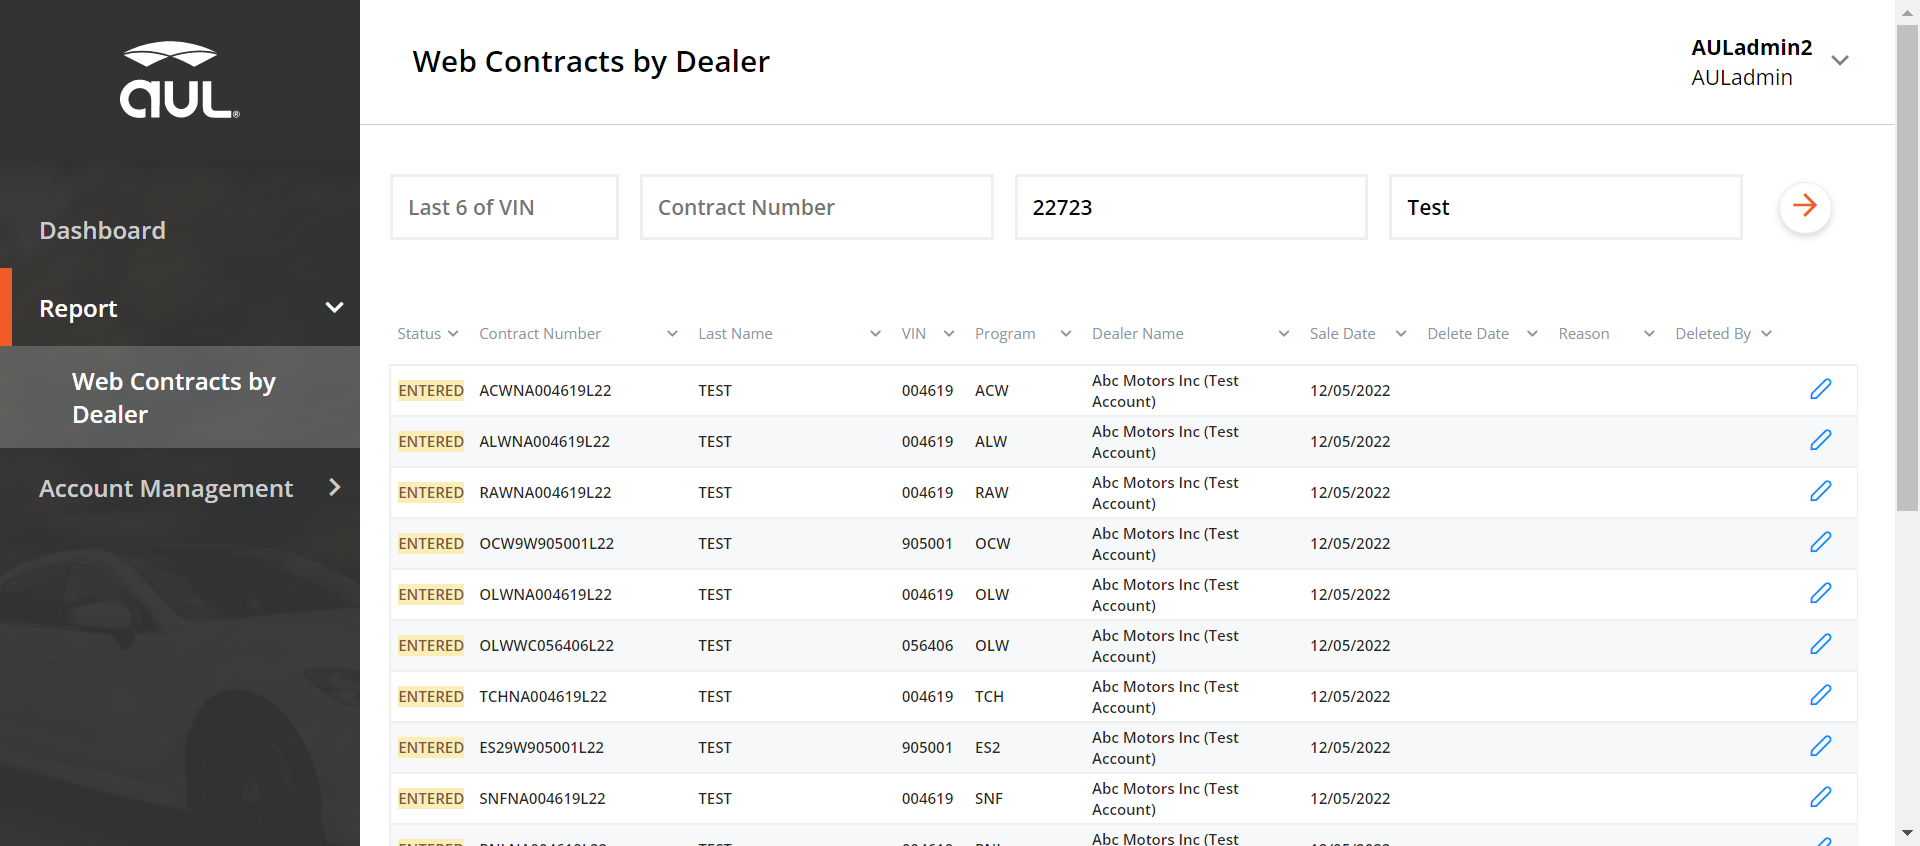 aUL®
Dashboard
Report
Web Contracts by
Dealer
Account Management
Web Contracts by Dealer
AULadmin2
AULadmin
Last 6 of VIN Contract Number 22723 Test
Status Contract Number Last Name VIN Program Dealer Name Sale Date Delete Date Reason Deleted By
ENTERED ACWNA004619L22 TEST 004619 ACW Abc Motors Inc (Test
Account) 12/05/2022
ENTERED ALWNA004619L22 TEST 004619 ALW Abc Motors Inc (Test
Account) 12/05/2022
ENTERED RAWNA004619L22 TEST 004619 RAW Abc Motors Inc (Test
Account) 12/05/2022
ENTERED OCW9W905001L22 TEST 905001 OCW Abc Motors Inc (Test
Account) 12/05/2022
ENTERED OLWNA004619L22 TEST 004619 OLW Abc Motors Inc (Test
Account) 12/05/2022
ENTERED OLWWC056406L22 TEST 056406 OLW Abc Motors Inc (Test
Account) 12/05/2022
ENTERED TCHNA004619L22 TEST 004619 TCH Abc Motors Inc (Test
Account) 12/05/2022
ENTERED ES29W905001L22 TEST 905001 ES2 Abc Motors Inc (Test
Account) 12/05/2022
ENTERED SNFNA004619L22 TEST 004619 SNF Abc Motors Inc (Test
Account) 12/05/2022
Abc Motors Inc (Test